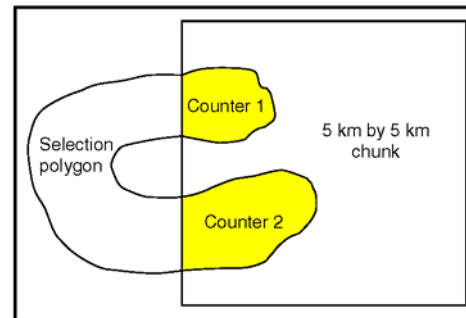 Counter 1
Selection
polygon
5 km by 5 km
chunk
Counter 2